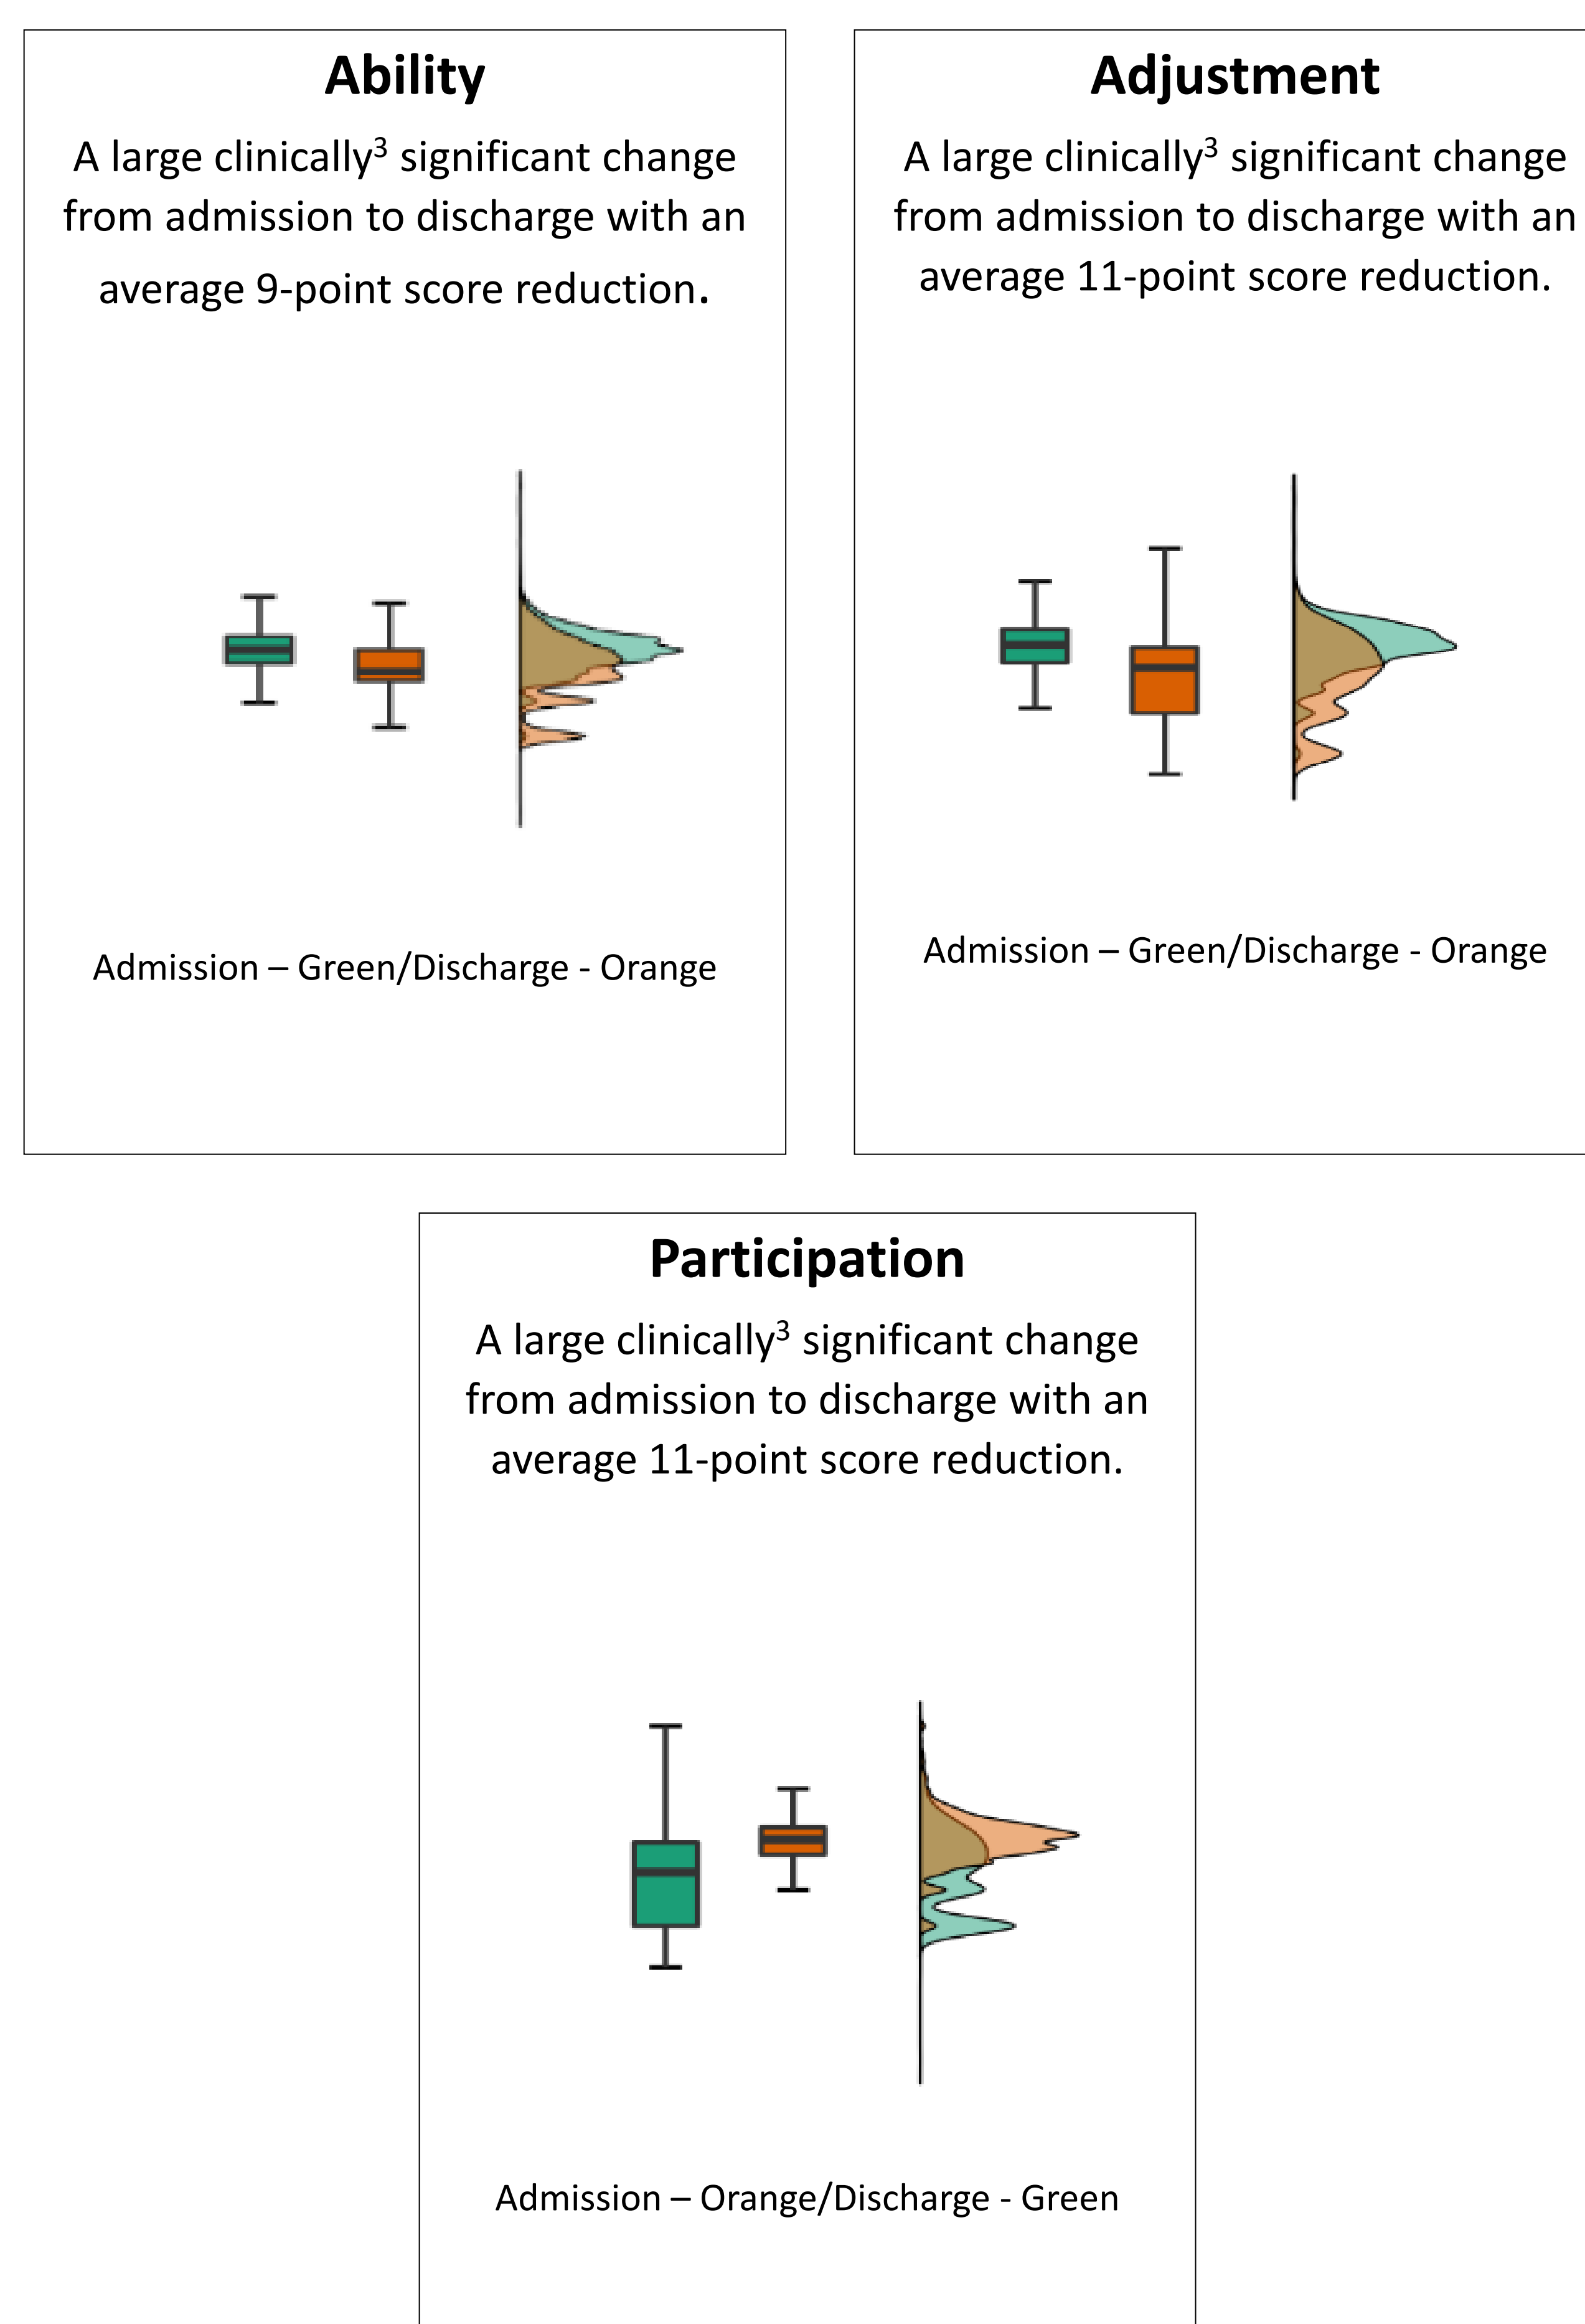 Ability
A large clinically³ significant change
from admission to discharge with an
average 9-point score reduction.
Admission – Green/Discharge - Orange
Adjustment
A large clinically³ significant change
from admission to discharge with an
average 11-point score reduction.
Admission – Green/Discharge - Orange
Participation
A large clinically³ significant change
from admission to discharge with an
average 11-point score reduction.
Admission – Orange/Discharge - Green